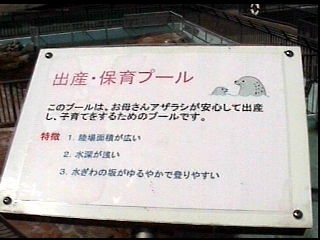 出産・保育プール
このプールは、お母さんアザラシが安心して出産
し、子育てをするためのプールです。
特徴 1. 陸場面積が広い
2. 水深が浅い
3. 水ぎわの坂がゆるやかで登りやすい